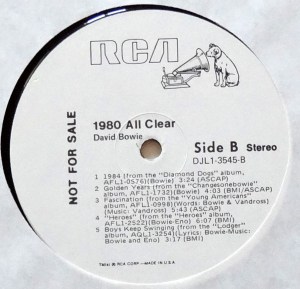 RCA
NOT FOR SALE
1980 All Clear
David Bowie
Side B Stereo
DJL1-3545-B
1 1984 (from the "Diamond Dogs" album,
AFL1-0576)(Bowie) 3:24 (ASCAP)
2 Golden Years (from the "Changesonebowie"
album, AFL1-1732)(Bowie) 4:03 (BMI/ASCAP)
3 Fascination (from the "Young Americans"
album, AFL1-0998)(Words: Bowie & Vandross)
(Music: Vandross) 5:43 (ASCAP)
4 "Heroes" (from the "Heroes" album,
AFL1-2522)(Bowie-Eno) 6:07 (BMI)
5 Boys Keep Swinging (from the "Lodger"
album, AQL1-3254)(Lyrics: Bowie-Music:
Bowie and Eno) 3:17 (BMI)
TMK(s) ® RCA CORP.—MADE IN U.S.A.